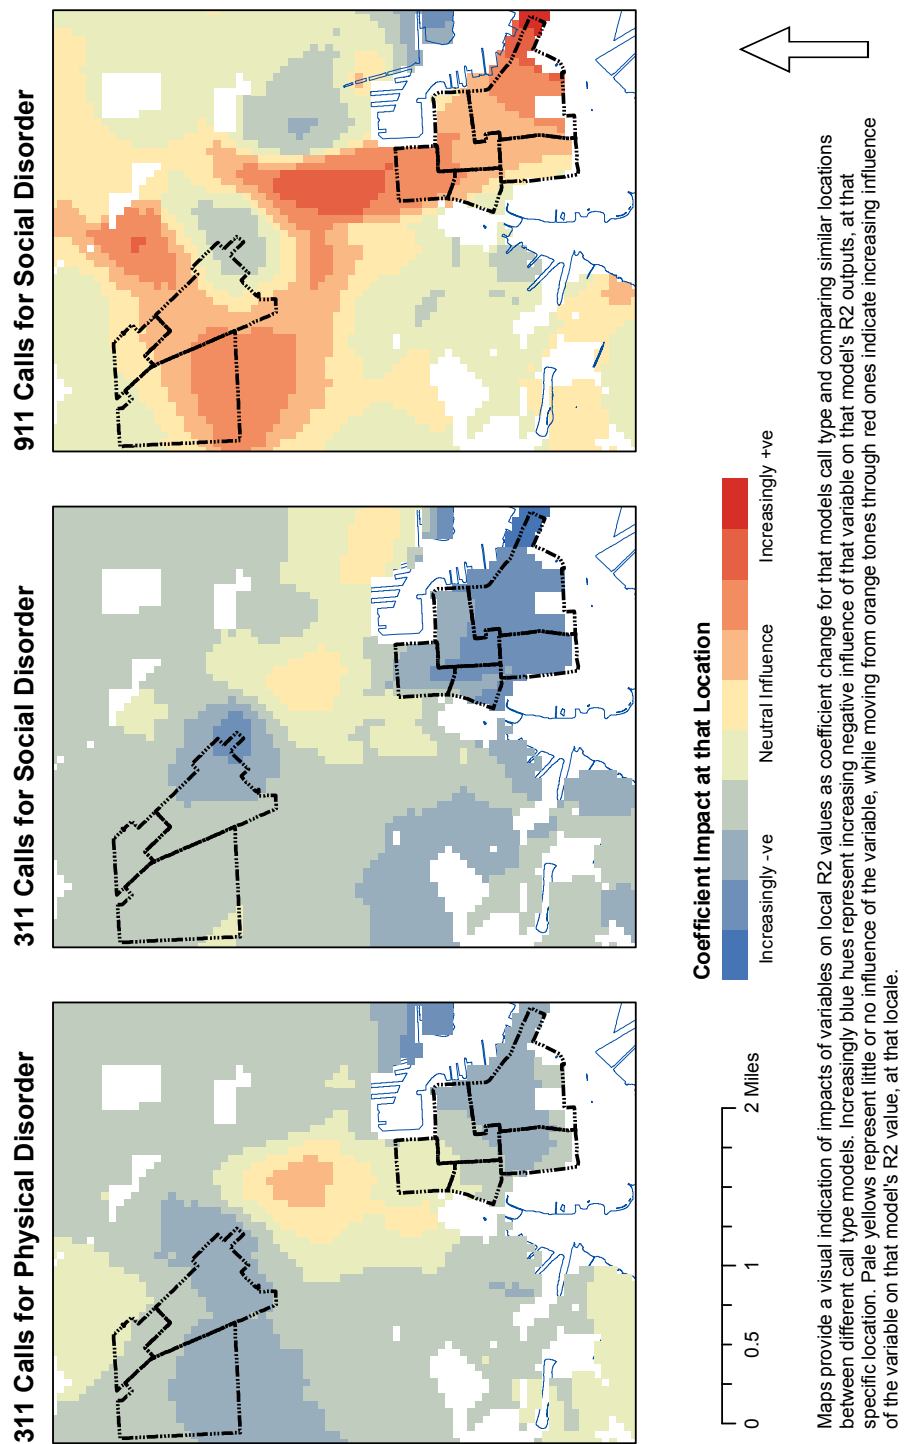 311 Calls for Physical Disorder
311 Calls for Social Disorder
911 Calls for Social Disorder
Coefficient Impact at that Location
Increasingly -ve
Neutral Influence
Increasingly +ve
0
0.5
1
2 Miles
Maps provide a visual indication of impacts of variables on local R2 values as coefficient change for that models call type and comparing similar locations
between different call type models. Increasingly blue hues represent increasing negative influence of that variable on that model's R2 outputs, at that
specific location. Pale yellows represent little or no influence of the variable, while moving from orange tones through red ones indicate increasing influence
of the variable on that model's R2 value, at that locale.